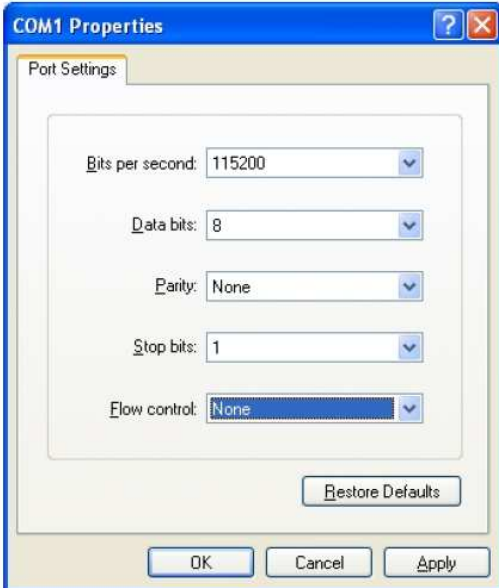 COM1 Properties
Port Settings
Bits per second: 115200
Data bits: 8
Parity: None
Stop bits: 1
Flow control: None
Restore Defaults
OK Cancel Apply